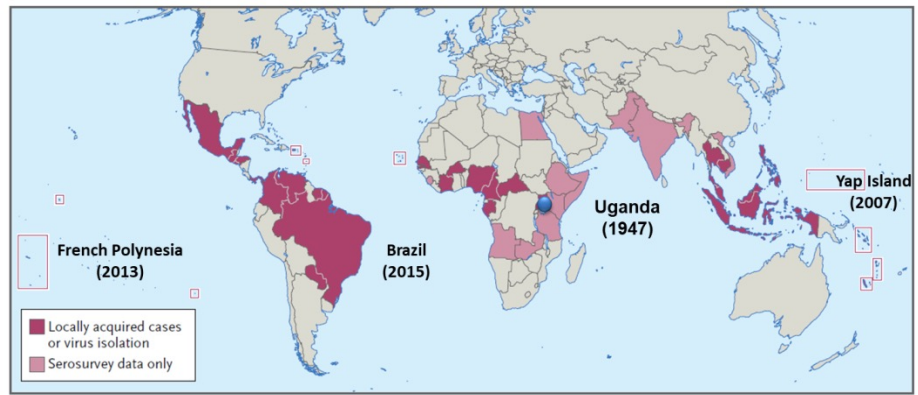 Yap Island
(2007)
Uganda
(1947)
French Polynesia
(2013)
Brazil
(2015)
Locally acquired cases
or virus isolation
Serosurvey data only